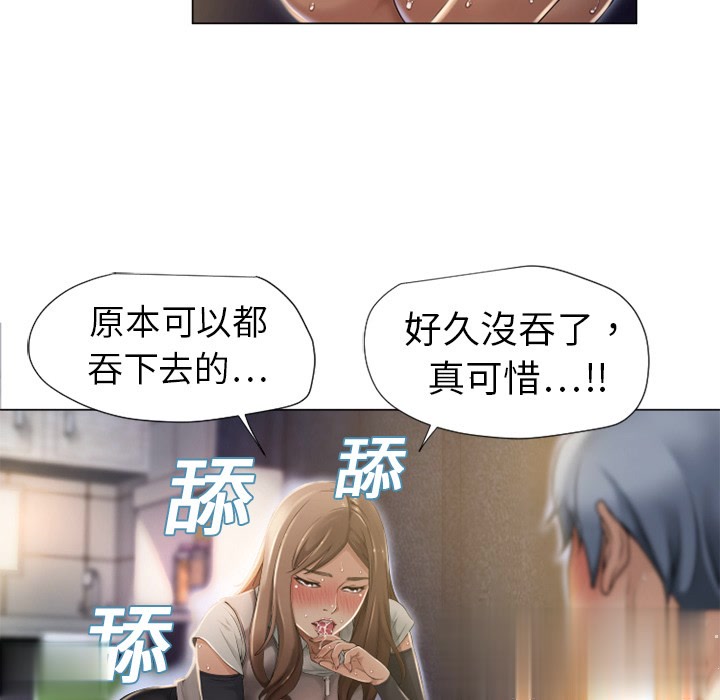 原本可以都
吞下去的...
好久沒吞了，
真可惜...!!
舔
舔
舔